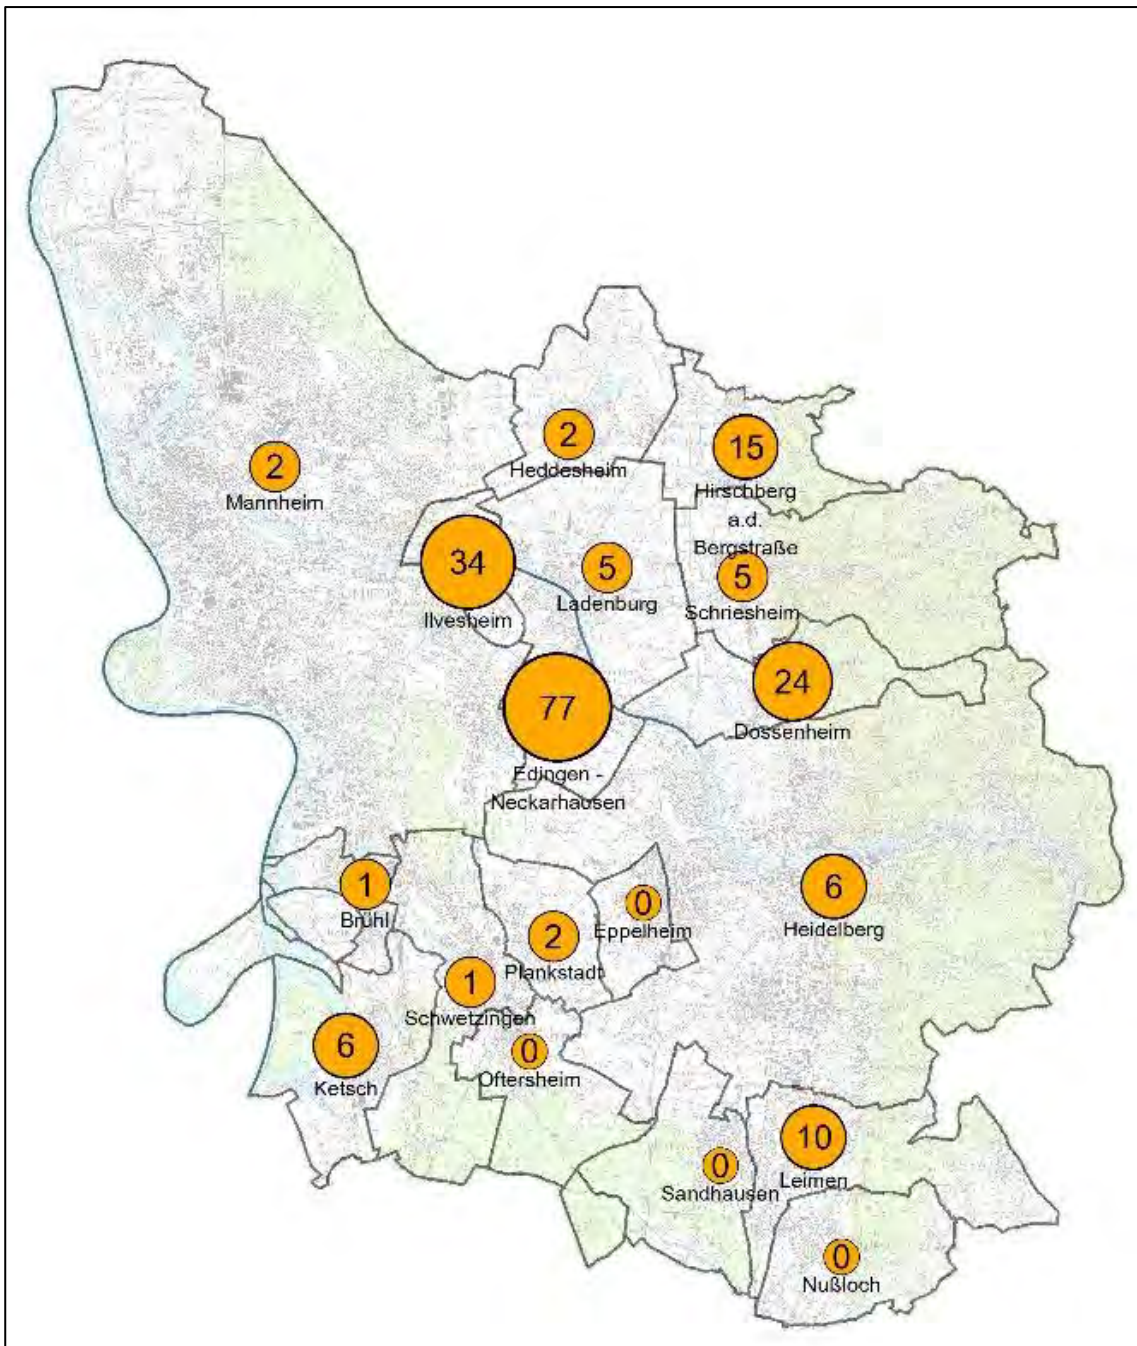 2
Heddesheim
15
Hirschberg
a.d.
Bergstraße
2
Mannheim
34
Ilvesheim
5
Ladenburg
5
Schriesheim
24
Dossenheim
77
Edingen -
Neckarhausen
1
Brühl
0
Eppelheim
6
Heidelberg
2
Plankstadt
1
Schwetzingen
6
Ketsch
0
Oftersheim
10
Leimen
0
Sandhausen
0
Nußloch